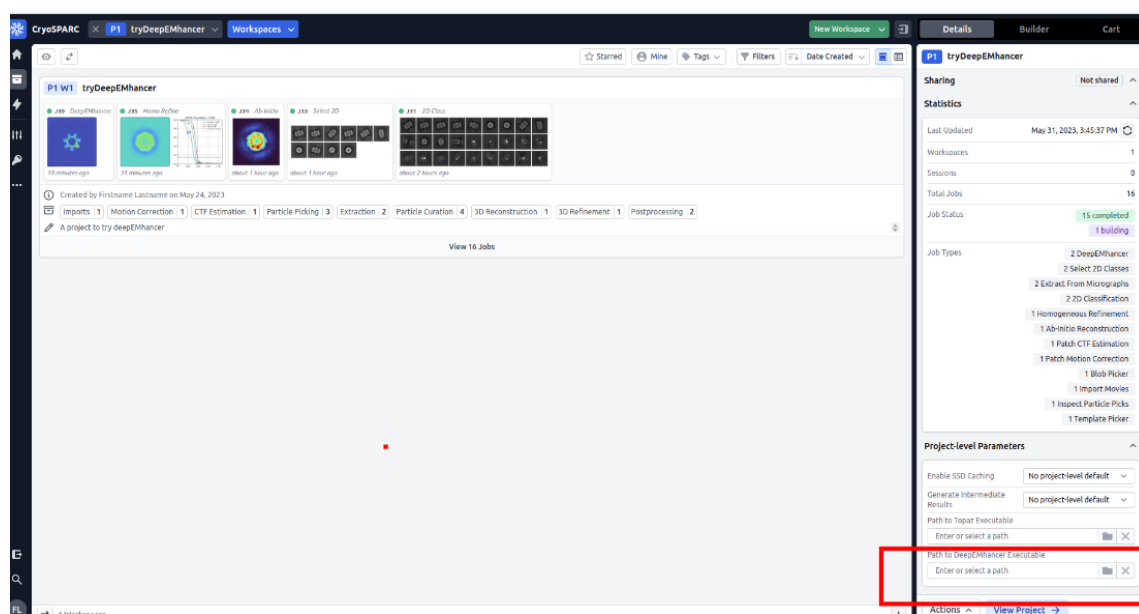 CryoSPARC P1 tryDeepEMhancer Workspaces New Workspace Details Builder Cart
Starred Mine Tags Filters Date Created
P1 tryDeepEMhancer
Sharing Not shared
Statistics
Last Updated May 31, 2023, 3:45:37 PM
Workspaces 1
Sessions 0
Total Jobs 16
Job Status 15 completed
1 building
Job Types 2 DeepEMhancer
2 Select 2D Classes
2 Extract From Micrographs
2 2D Classification
1 Homogeneous Refinement
1 Ab-Initio Reconstruction
1 Patch CTF Estimation
1 Patch Motion Correction
1 Blob Picker
1 Import Movies
1 Inspect Particle Picks
1 Template Picker
Project-level Parameters
Enable SSD Caching No project-level default
Generate Intermediate Results No project-level default
Path to Topaz Executable
Enter or select a path
Path to DeepEMhancer Executable
Enter or select a path
Actions View Project
P1 W1 tryDeepEMhancer
J39 DeepEMhancer J35 Homo Refine J34 Ab-Initio J33 Select 2D J31 2D Class
10 minutes ago 35 minutes ago about 1 hour ago about 1 hour ago about 2 hours ago
Created by Firstname Lastname on May 24, 2023
Imports 1 Motion Correction 1 CTF Estimation 1 Particle Picking 3 Extraction 2 Particle Curation 4 3D Reconstruction 1 3D Refinement 1 Postprocessing 2
A project to try deepEMhancer
View 16 Jobs
FL